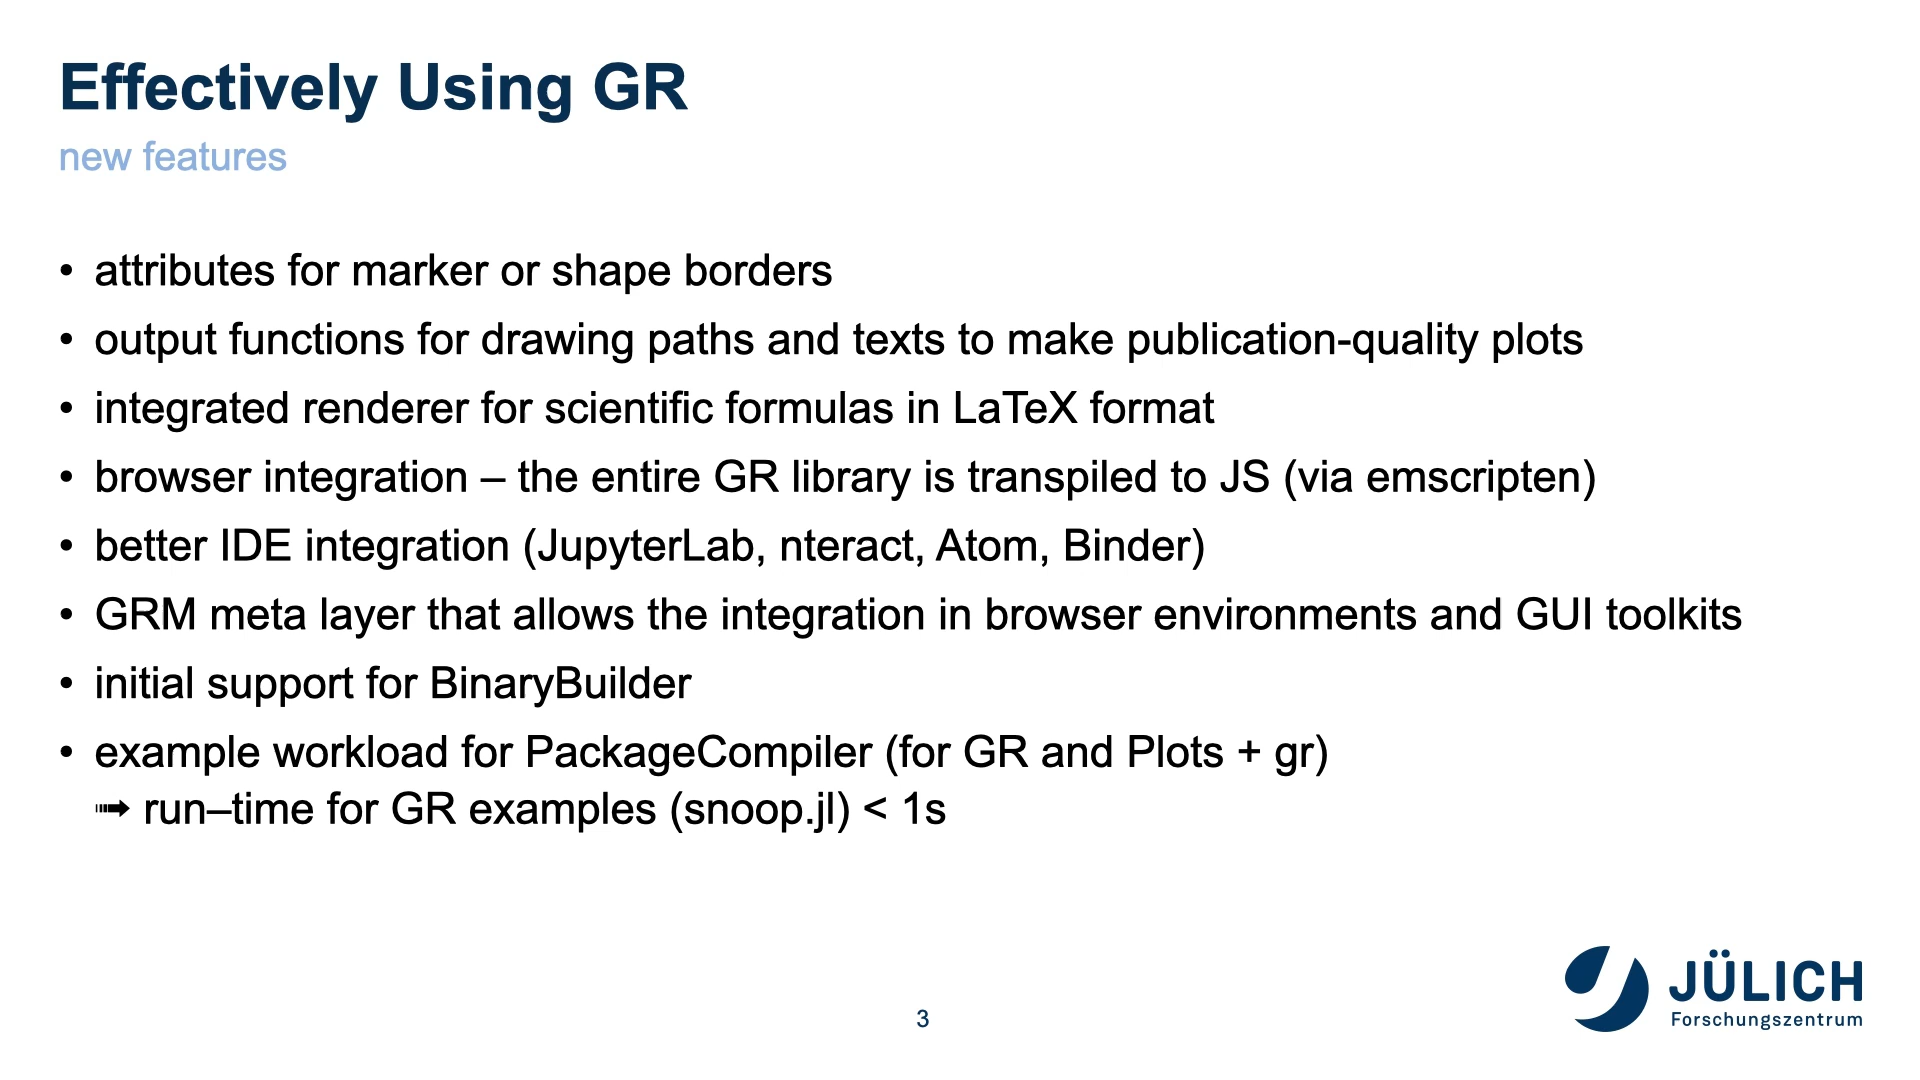 Effectively Using GR
new features
• attributes for marker or shape borders
• output functions for drawing paths and texts to make publication-quality plots
• integrated renderer for scientific formulas in LaTeX format
• browser integration – the entire GR library is transpiled to JS (via emscripten)
• better IDE integration (JupyterLab, nteract, Atom, Binder)
• GRM meta layer that allows the integration in browser environments and GUI toolkits
• initial support for BinaryBuilder
• example workload for PackageCompiler (for GR and Plots + gr)
➟ run–time for GR examples (snoop.jl) < 1s
3
JÜLICH
Forschungszentrum